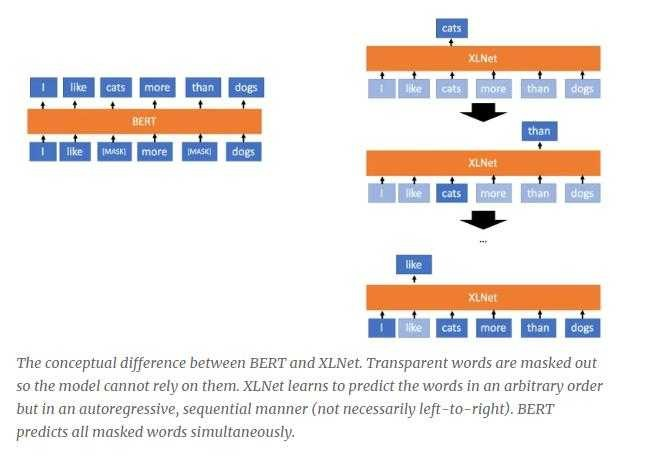 I like cats more than dogs
BERT
I like [MASK] more [MASK] dogs
cats
XLNet
I like cats more than dogs
than
XLNet
I like cats more than dogs
...
like
XLNet
I like cats more than dogs
The conceptual difference between BERT and XLNet. Transparent words are masked out
so the model cannot rely on them. XLNet learns to predict the words in an arbitrary order
but in an autoregressive, sequential manner (not necessarily left-to-right). BERT
predicts all masked words simultaneously.